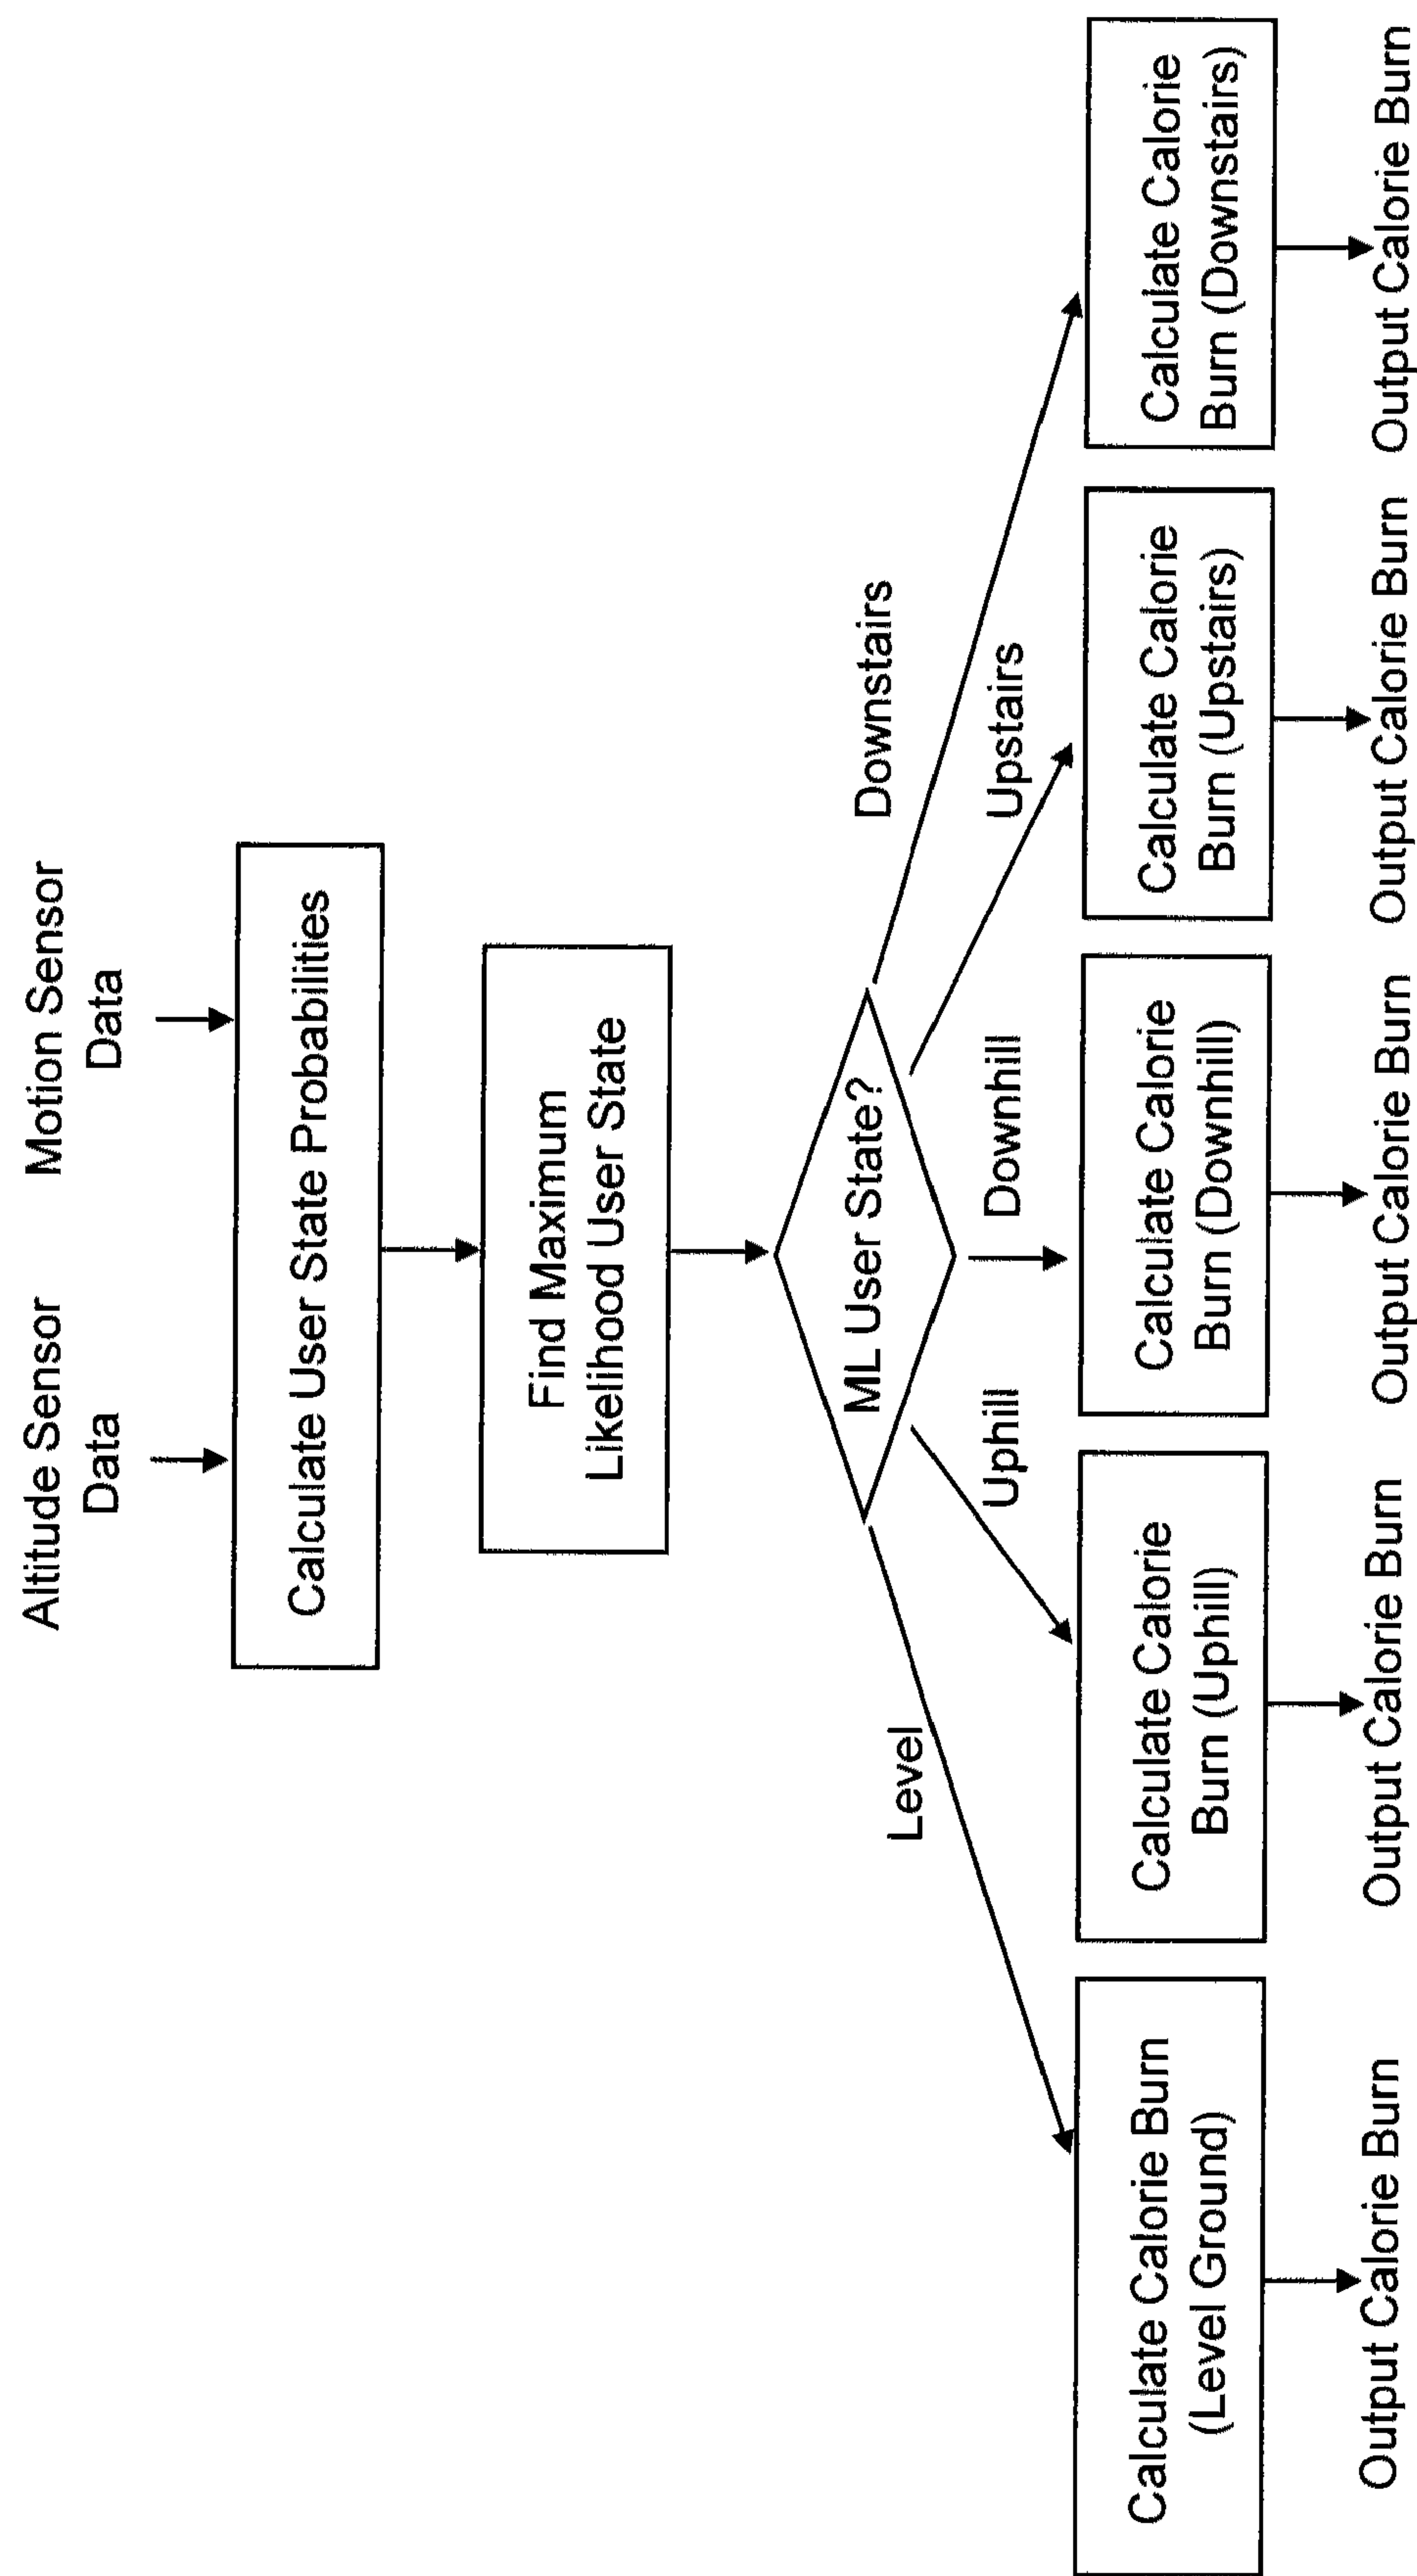 Altitude Sensor
Data
Motion Sensor
Data
Calculate User State Probabilities
Find Maximum
Likelihood User State
ML User State?
Level
Uphill
Downhill
Upstairs
Downstairs
Calculate Calorie Burn
(Level Ground)
Calculate Calorie
Burn (Uphill)
Calculate Calorie
Burn (Downhill)
Calculate Calorie
Burn (Upstairs)
Calculate Calorie
Burn (Downstairs)
Output Calorie Burn
Output Calorie Burn
Output Calorie Burn
Output Calorie Burn
Output Calorie Burn